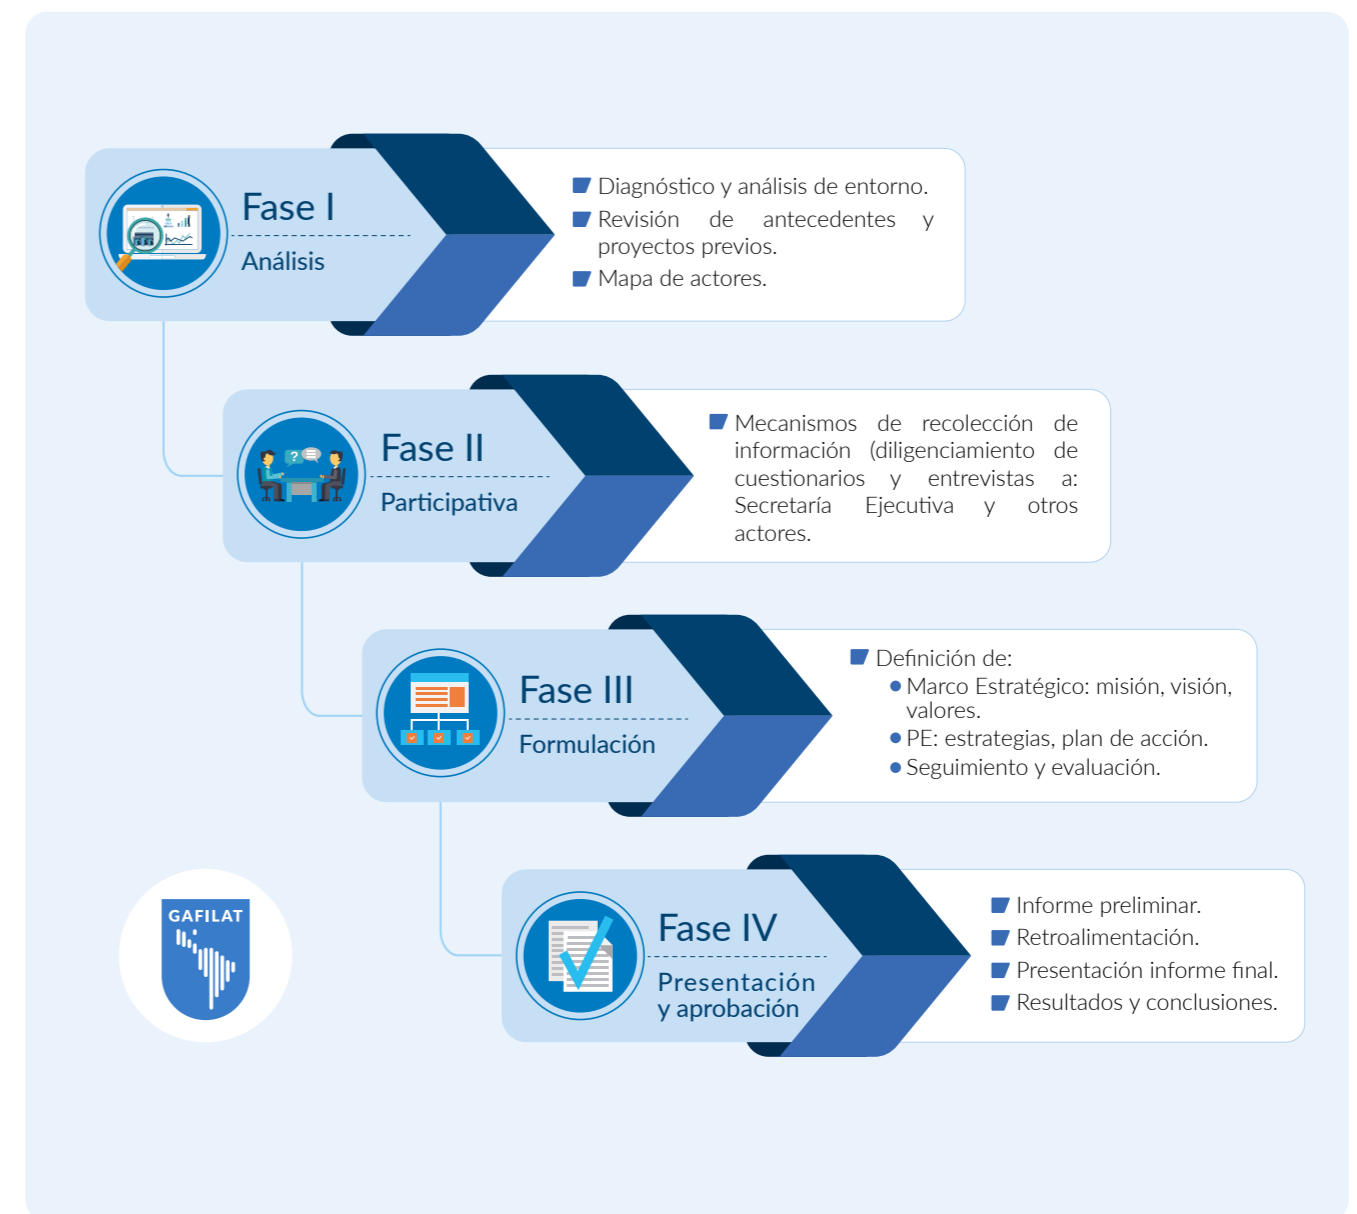 Fase I
Análisis
Diagnóstico y análisis de entorno.
Revisión de antecedentes y
proyectos previos.
Mapa de actores.
Fase II
Participativa
?
Mecanismos de recolección de
información (diligenciamiento de
cuestionarios y entrevistas a:
Secretaría Ejecutiva y otros
actores.
Fase III
Formulación
Definición de:
Marco Estratégico: misión, visión,
valores.
PE: estrategias, plan de acción.
Seguimiento y evaluación.
Fase IV
Presentación
y aprobación
Informe preliminar.
Retroalimentación.
Presentación informe final.
Resultados y conclusiones.
GAFILAT